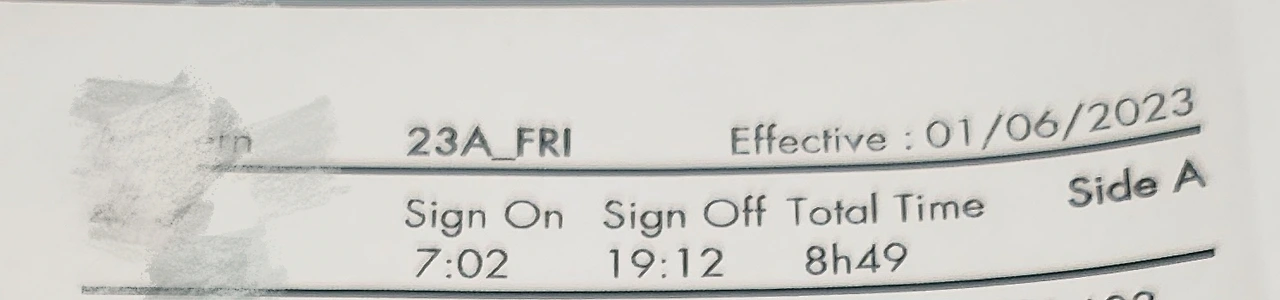 23A_FRI Effective : 01/06/2023
Side A
Sign On Sign Off Total Time
7:02 19:12 8h49